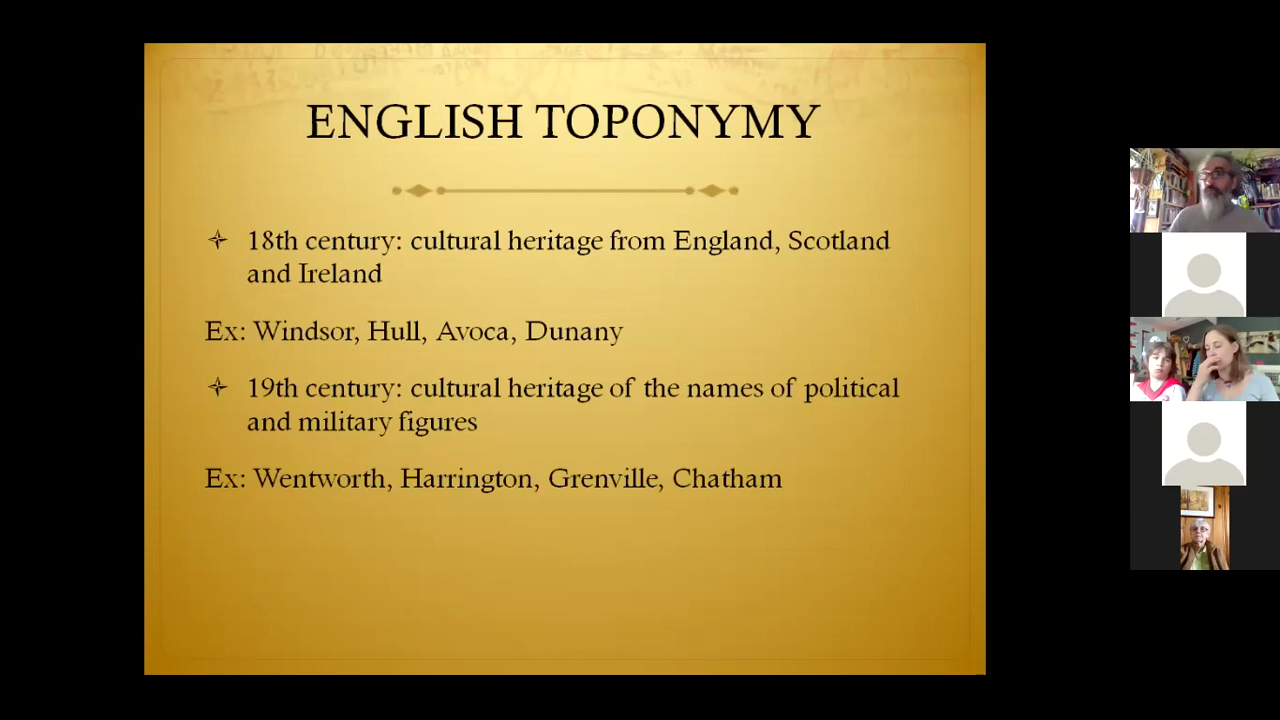 ENGLISH TOPONYMY
18th century: cultural heritage from England, Scotland
and Ireland
Ex: Windsor, Hull, Avoca, Dunany
19th century: cultural heritage of the names of political
and military figures
Ex: Wentworth, Harrington, Grenville, Chatham